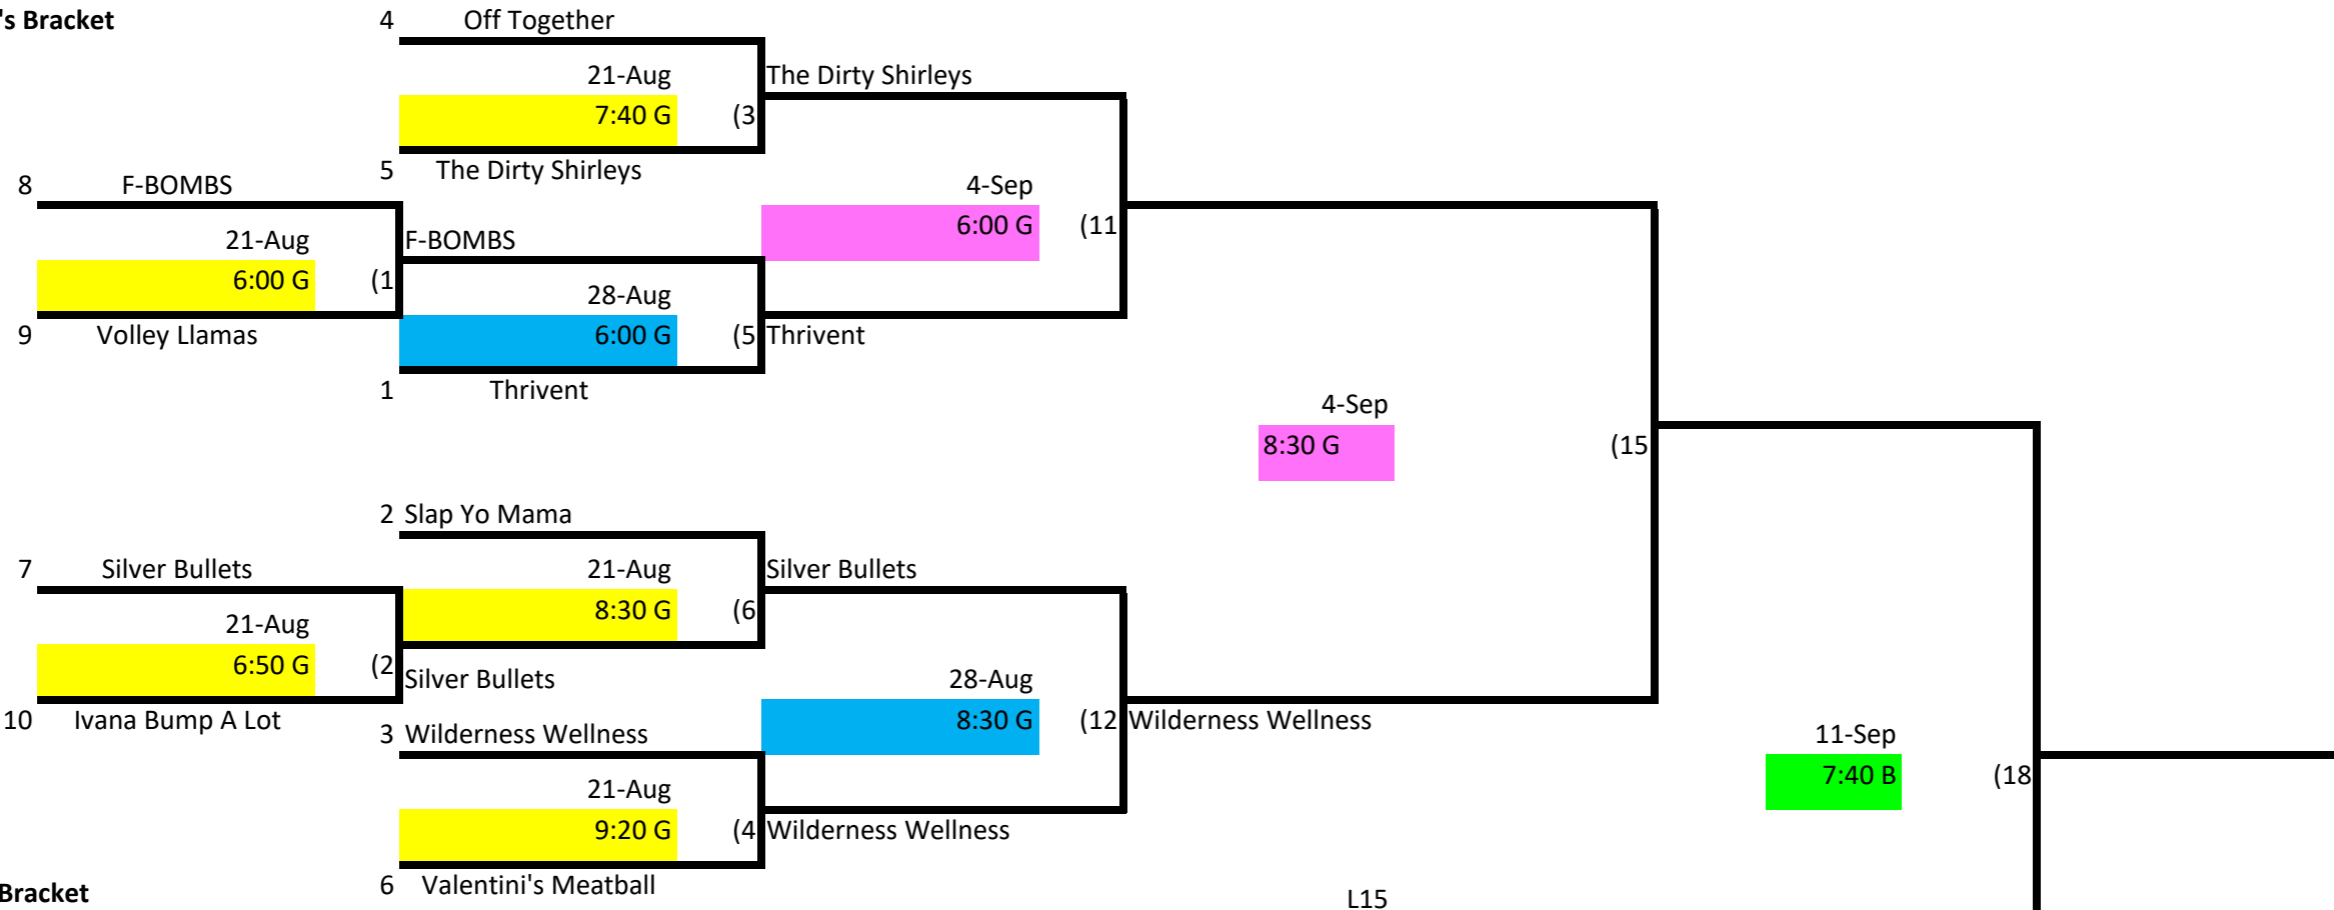 's Bracket
4 Off Together
21-Aug
The Dirty Shirleys
7:40 G (3
5 The Dirty Shirleys
8 F-BOMBS
4-Sep
6:00 G (11
21-Aug
F-BOMBS
6:00 G (1
28-Aug
9 Volley Llamas
6:00 G (5 Thrivent
1 Thrivent
4-Sep
8:30 G (15
2 Slap Yo Mama
7 Silver Bullets
21-Aug
Silver Bullets
8:30 G (6
21-Aug
6:50 G (2
Silver Bullets
28-Aug
10 Ivana Bump A Lot
8:30 G (12 Wilderness Wellness
3 Wilderness Wellness
11-Sep
7:40 B (18
21-Aug
9:20 G (4 Wilderness Wellness
6 Valentini's Meatball
Bracket
L15